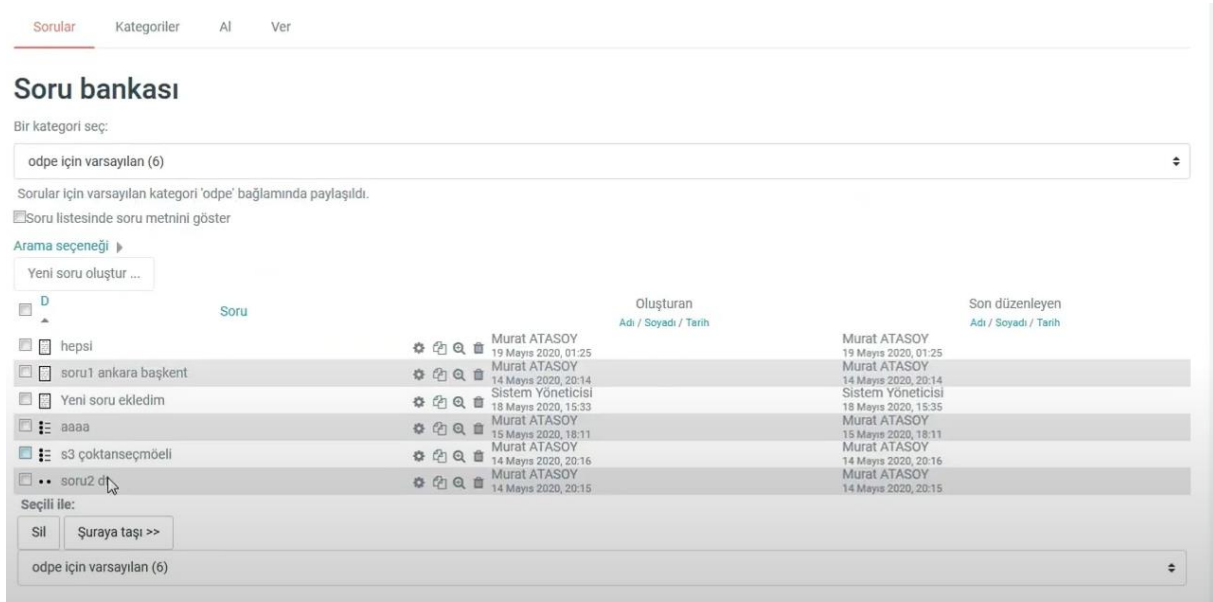 Sorular Kategoriler Al Ver
Soru bankası
Bir kategori seç:
odpe için varsayılan (6)
Sorular için varsayılan kategori 'odpe' bağlamında paylaşıldı.
Soru listesinde soru metnini göster
Arama seçeneği
Yeni soru oluştur ...
D Soru Oluşturan Son düzenleyen
Adı / Soyadı / Tarih Adı / Soyadı / Tarih
hepsi Murat ATASOY Murat ATASOY
19 Mayıs 2020, 01:25 19 Mayıs 2020, 01:25
soru1 ankara başkent Murat ATASOY Murat ATASOY
14 Mayıs 2020, 20:14 14 Mayıs 2020, 20:14
Yeni soru ekledim Sistem Yöneticisi Sistem Yöneticisi
18 Mayıs 2020, 15:33 18 Mayıs 2020, 15:35
aaaa Murat ATASOY Murat ATASOY
15 Mayıs 2020, 18:11 15 Mayıs 2020, 18:11
s3 çoktanseçmöeli Murat ATASOY Murat ATASOY
14 Mayıs 2020, 20:16 14 Mayıs 2020, 20:16
soru2 Murat ATASOY Murat ATASOY
14 Mayıs 2020, 20:15 14 Mayıs 2020, 20:15
Seçili ile:
Sil Şuraya taşı >>
odpe için varsayılan (6)